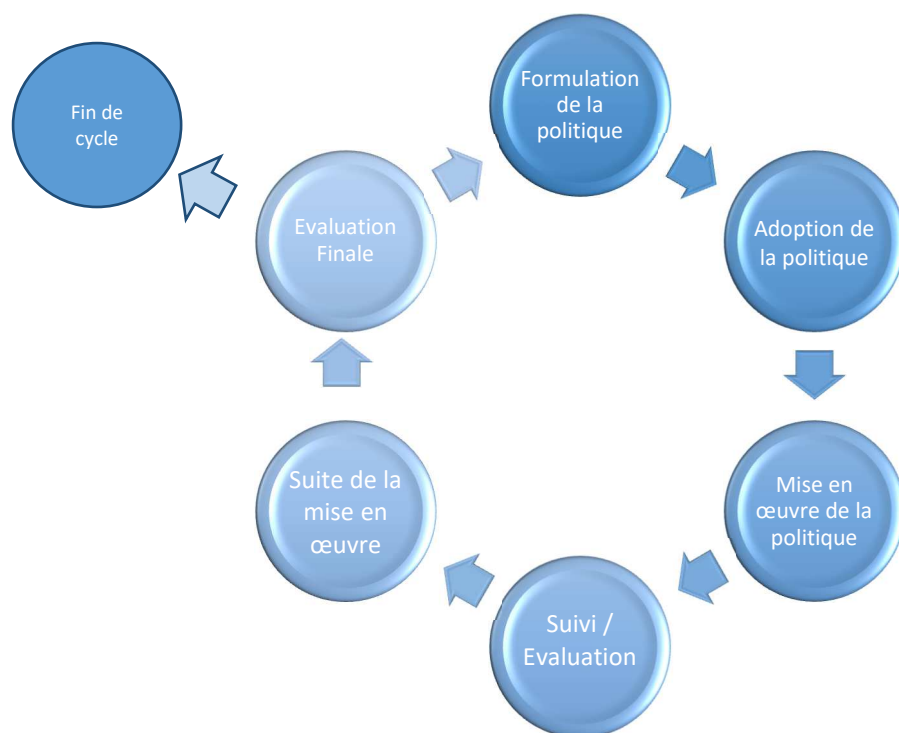 Fin de
cycle
Formulation
de la
politique
Evaluation
Finale
Adoption de
la politique
Suite de la
mise en
œuvre
Mise en
œuvre de la
politique
Suivi /
Evaluation